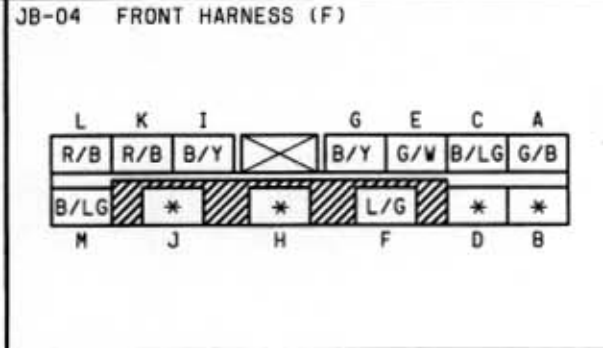 JB-04 FRONT HARNESS (F)
L K I G E C A
R/B R/B B/Y B/Y G/W B/LG G/B
B/LG * * L/G * *
M J H F D B